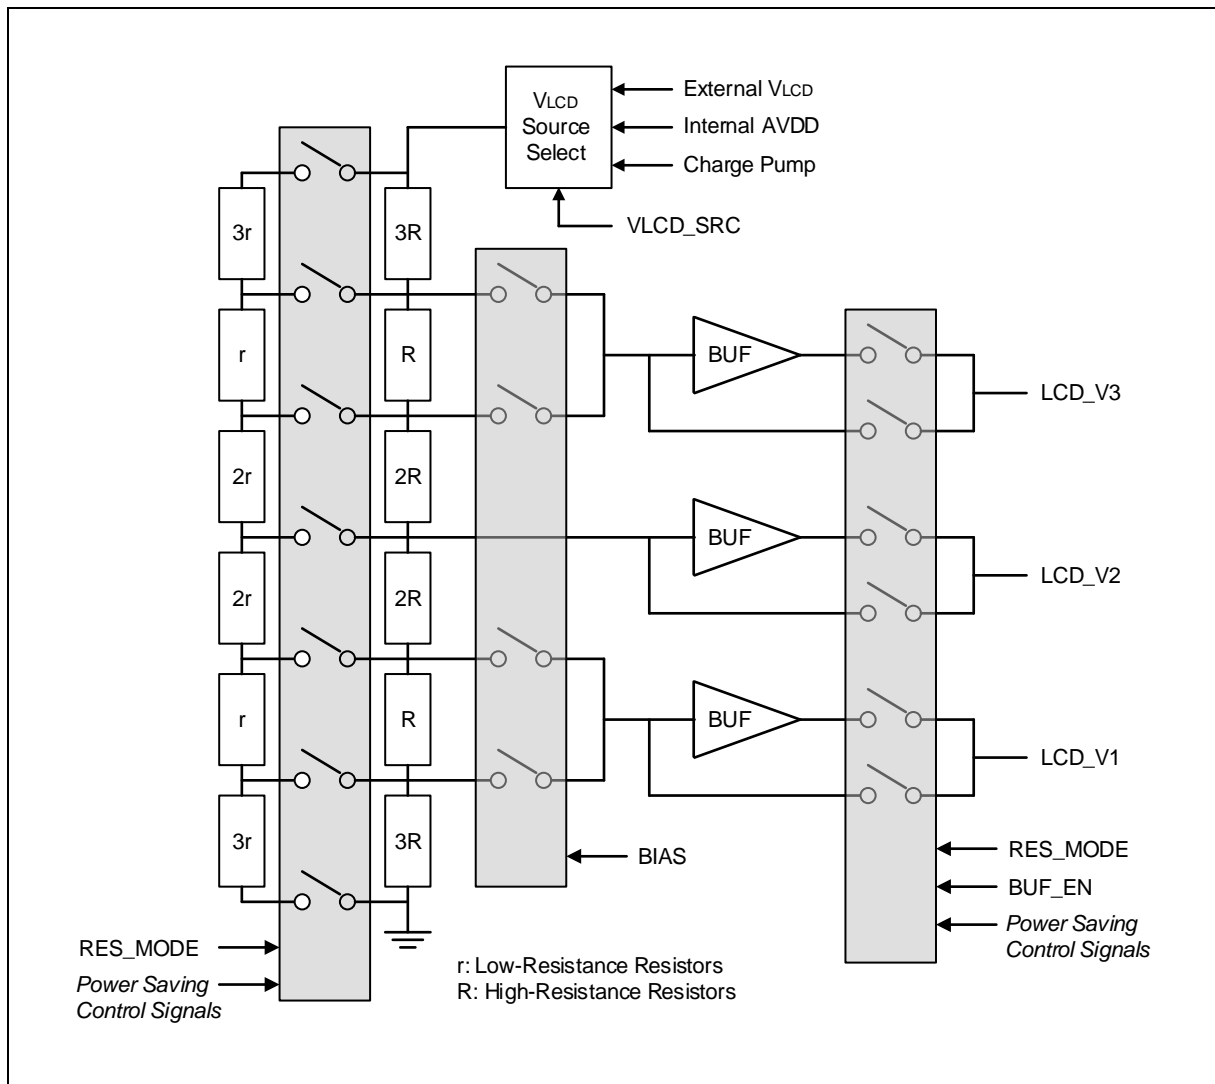 VLCD
Source
Select
External VLCD
Internal AVDD
Charge Pump
VLCD_SRC
3r
3R
r
R
BUF
LCD_V3
2r
2R
BUF
LCD_V2
2r
2R
r
R
BUF
LCD_V1
3r
3R
BIAS
RES_MODE
BUF_EN
Power Saving
Control Signals
RES_MODE
Power Saving
Control Signals
r: Low-Resistance Resistors
R: High-Resistance Resistors